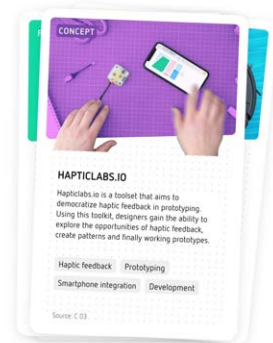 CONCEPT
HAPTICLABS.IO
Hapticlabs.io is a toolset that aims to
democratize haptic feedback in prototyping.
Using this toolkit, designers gain the ability to
explore the opportunities of haptic feedback,
create patterns and finally working prototypes.
Haptic feedback Prototyping
Smartphone integration Development
Source: C 03